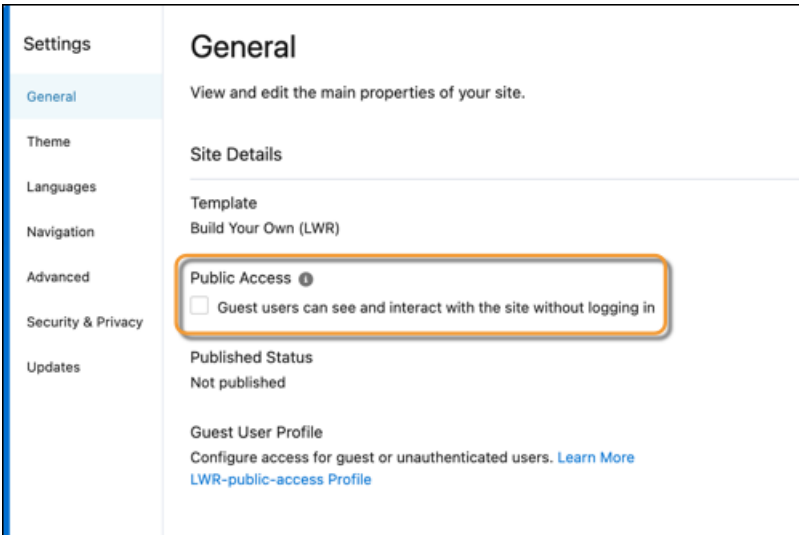 Settings
General
Theme
Languages
Navigation
Advanced
Security & Privacy
Updates
General
View and edit the main properties of your site.
Site Details
Template
Build Your Own (LWR)
Public Access
Guest users can see and interact with the site without logging in
Published Status
Not published
Guest User Profile
Configure access for guest or unauthenticated users. Learn More
LWR-public-access Profile